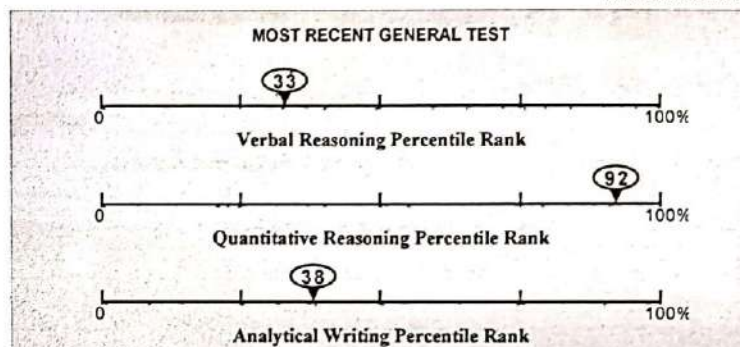 MOST RECENT GENERAL TEST
33
0 100%
Verbal Reasoning Percentile Rank
92
0 100%
Quantitative Reasoning Percentile Rank
38
0 100%
Analytical Writing Percentile Rank